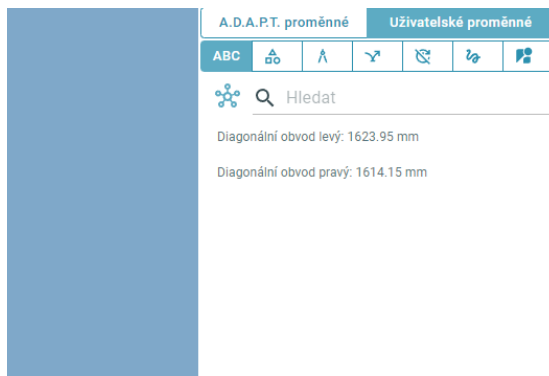 A.D.A.P.T. proměnné Uživatelské proměnné
ABC
Hledat
Diagonální obvod levý: 1623.95 mm
Diagonální obvod pravý: 1614.15 mm